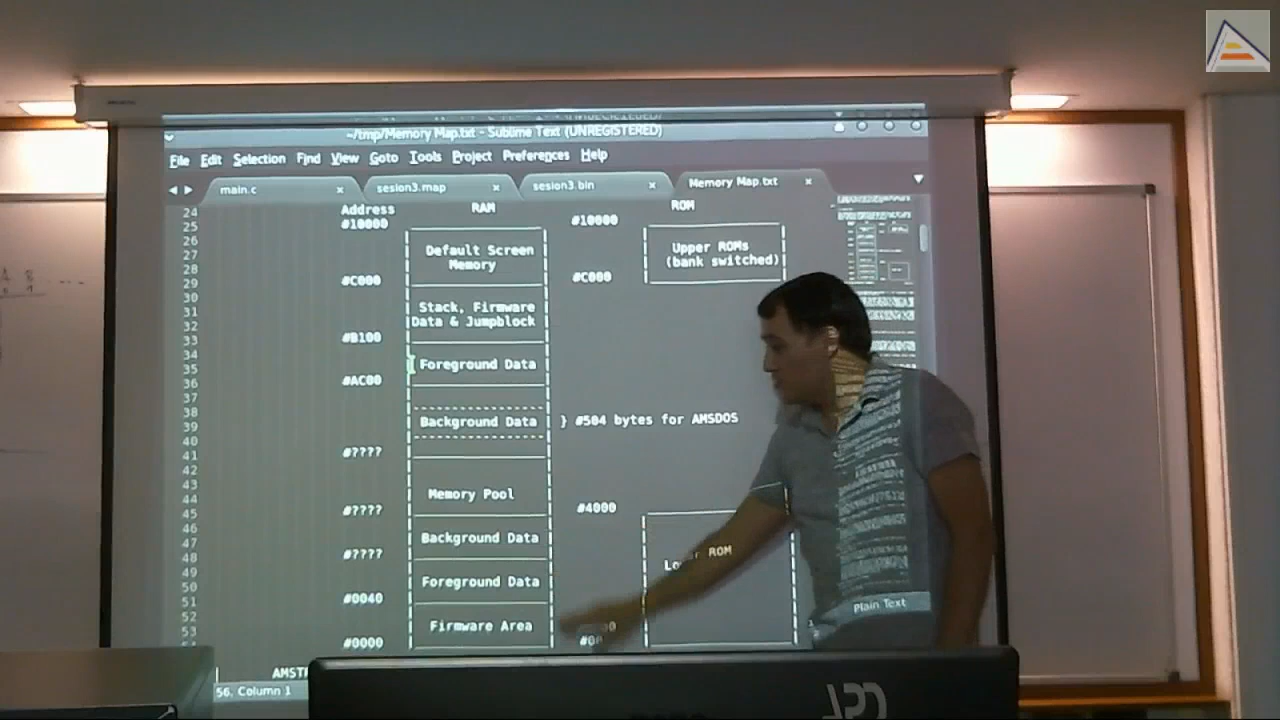 ~/tmp/Memory Map.txt - Sublime Text (UNREGISTERED)
File Edit Selection Find View Goto Tools Project Preferences Help
main.c sesion3.map sesion3.bin Memory Map.txt
24 Address RAM ROM
25 #10000 #10000
26
27 Default Screen Upper ROMs
28 Memory (bank switched)
29 #C000 #C000
30
31 Stack, Firmware
32 Data & Jumpblock
33 #B100
34
35 Foreground Data
36 #AC00
37
38
39 Background Data } #504 bytes for AMSDOS
40
41 #????
42
43
44 Memory Pool
45 #???? #4000
46
47 Background Data
48 #???? ROM
49
50 Foreground Data
51 #0040
52
53 Firmware Area
#0000
Plain Text
56, Column 1